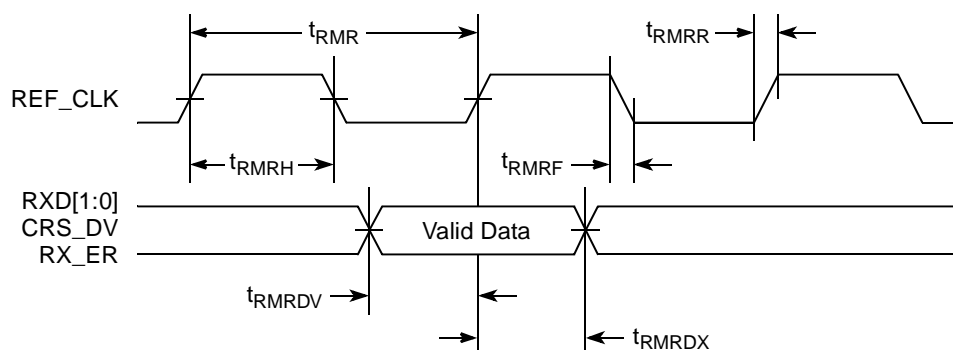 tRMR
tRMRR
REF_CLK
tRMRH
tRMRF
RXD[1:0]
CRS_DV
RX_ER
Valid Data
tRMRDV
tRMRDX